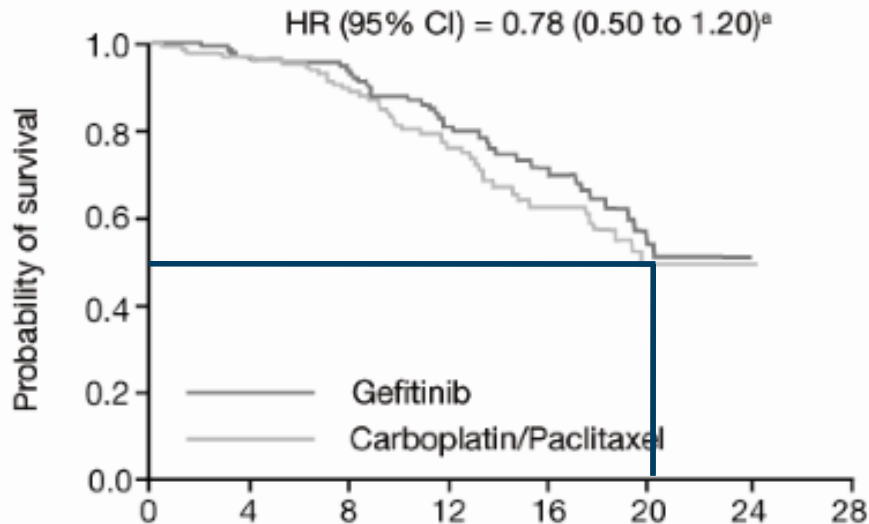 HR (95% CI) = 0.78 (0.50 to 1.20)ª
Probability of survival
1.0
0.8
0.6
0.4
0.2
0.0
Gefitinib
Carboplatin/Paclitaxel
0 4 8 12 16 20 24 28